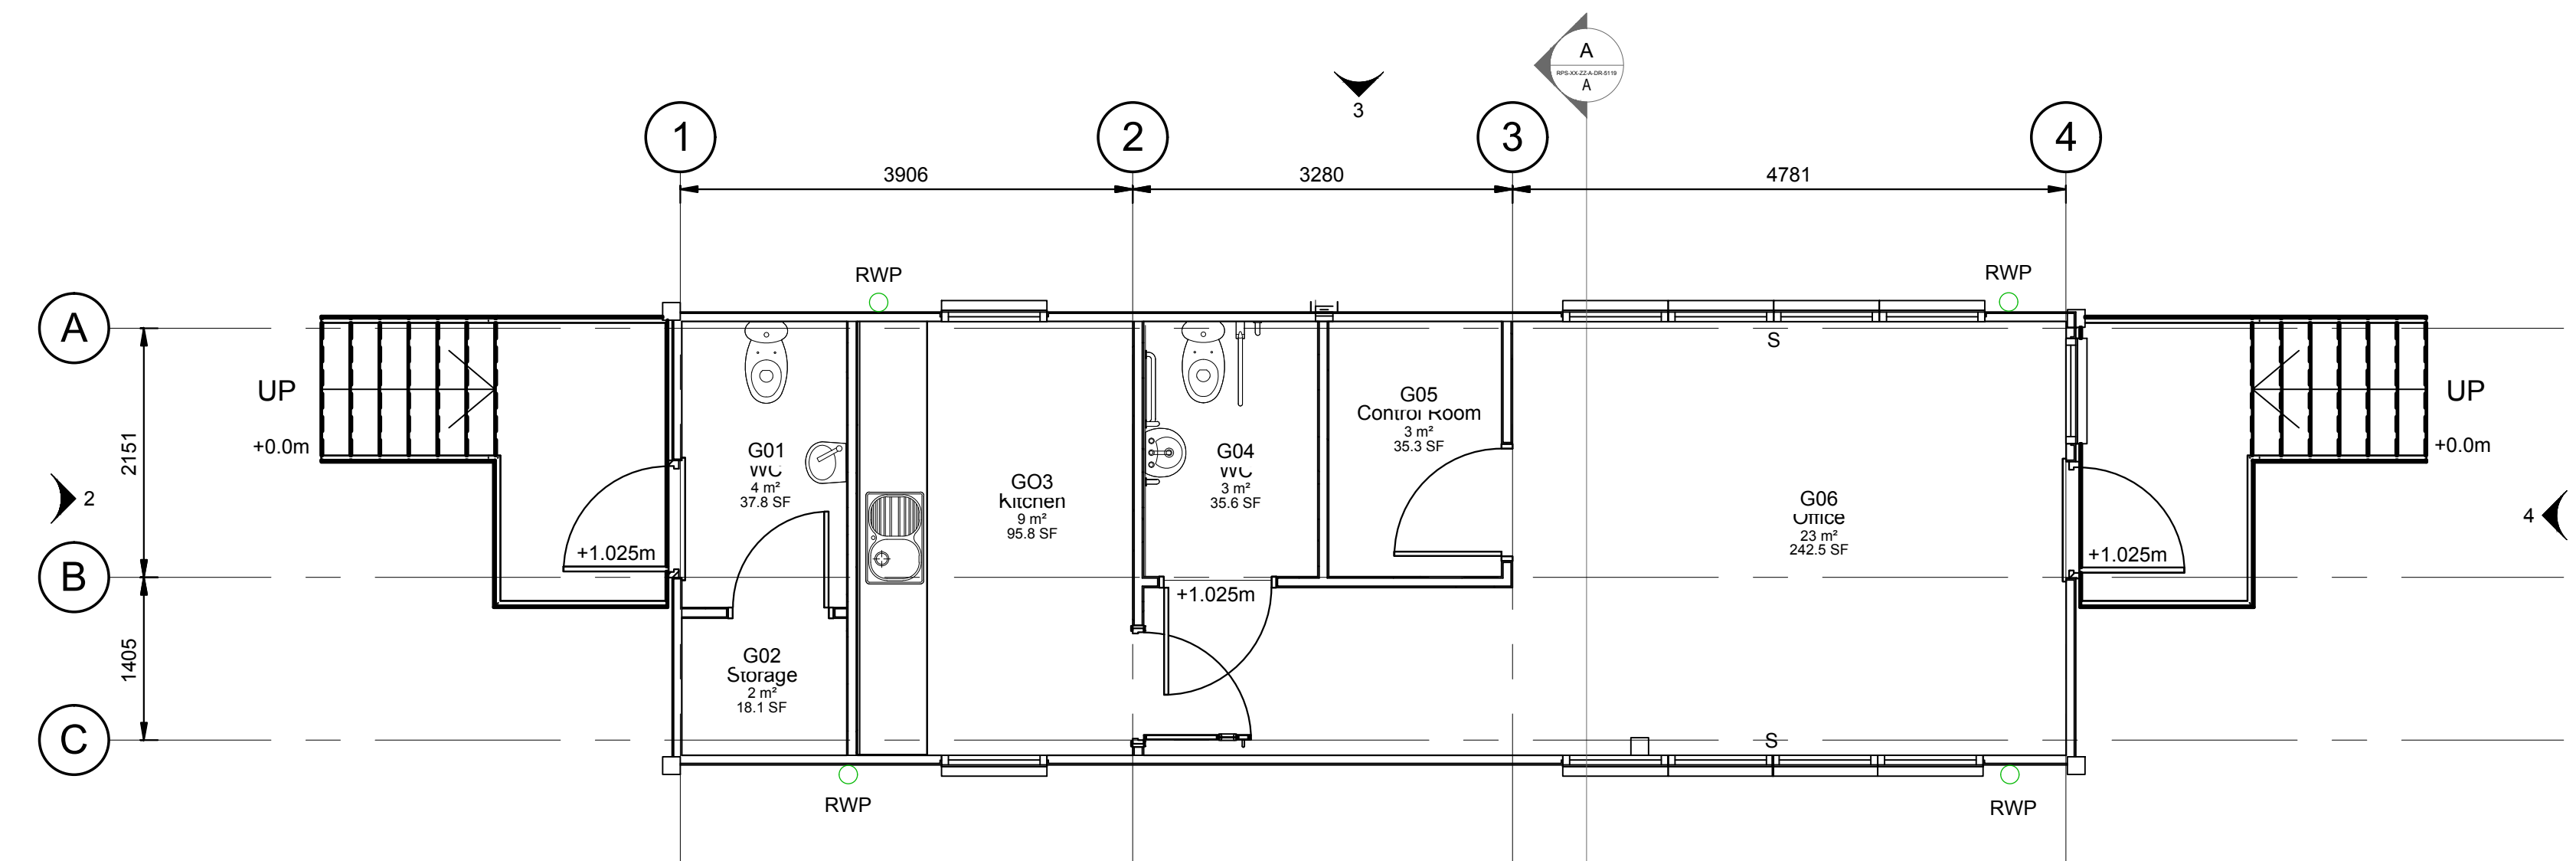 A
RPS-XX-ZZ-A-DR-5119
A
3
1
2
3
4
3906
3280
4781
RWP
RWP
A
S
UP
UP
G05
Control Room
3 m²
35.3 SF
+0.0m
+0.0m
2151
G01
WC
4 m²
37.8 SF
G04
WC
3 m²
35.6 SF
GO3
Kitchen
9 m²
95.8 SF
G06
Office
23 m²
242.5 SF
2
4
+1.025m
+1.025m
B
+1.025m
1405
G02
Storage
2 m²
18.1 SF
C
S
RWP
RWP